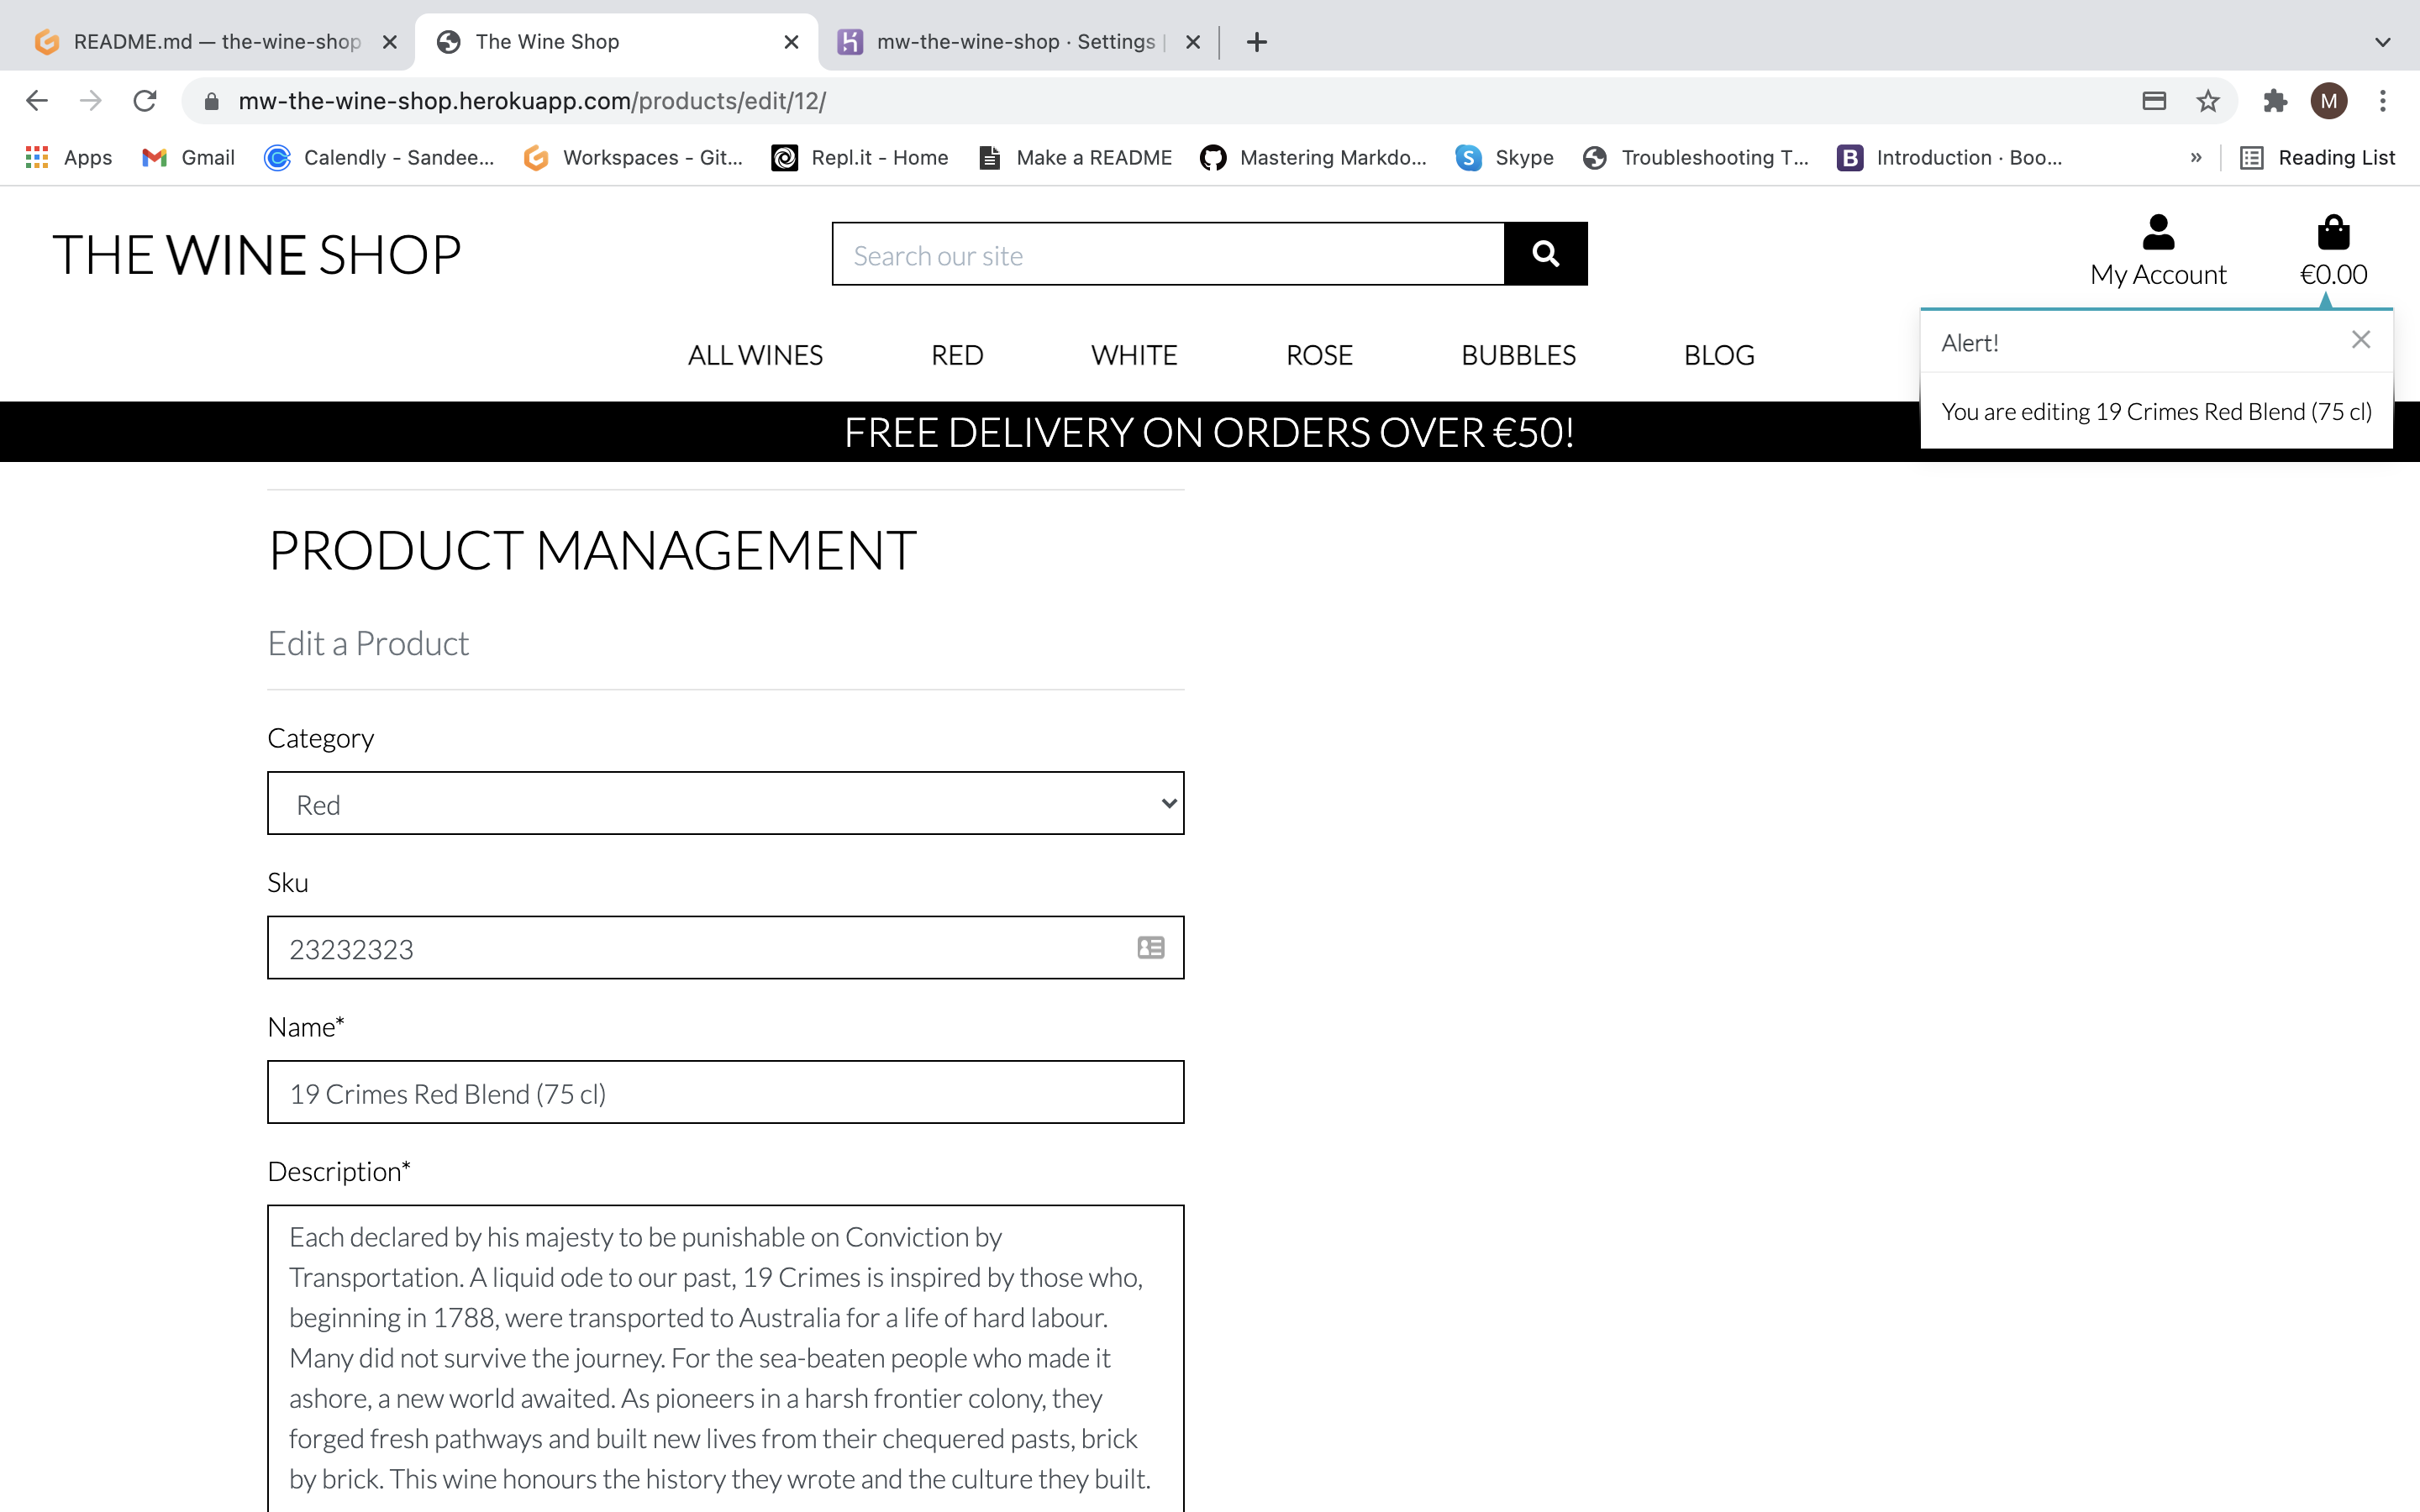 README.md — the-wine-shop
The Wine Shop
mw-the-wine-shop · Settings |
mw-the-wine-shop.herokuapp.com/products/edit/12/
M
Apps
Gmail
Calendly - Sandee...
Workspaces - Git...
Repl.it - Home
Make a README
Mastering Markdo...
Skype
Troubleshooting T...
Introduction · Boo...
»
Reading List
THE WINE SHOP
Search our site
My Account
€0.00
ALL WINES
RED
WHITE
ROSE
BUBBLES
BLOG
Alert!
You are editing 19 Crimes Red Blend (75 cl)
FREE DELIVERY ON ORDERS OVER €50!
PRODUCT MANAGEMENT
Edit a Product
Category
Red
Sku
23232323
Name*
19 Crimes Red Blend (75 cl)
Description*
Each declared by his majesty to be punishable on Conviction by
Transportation. A liquid ode to our past, 19 Crimes is inspired by those who,
beginning in 1788, were transported to Australia for a life of hard labour.
Many did not survive the journey. For the sea-beaten people who made it
ashore, a new world awaited. As pioneers in a harsh frontier colony, they
forged fresh pathways and built new lives from their chequered pasts, brick
by brick. This wine honours the history they wrote and the culture they built.